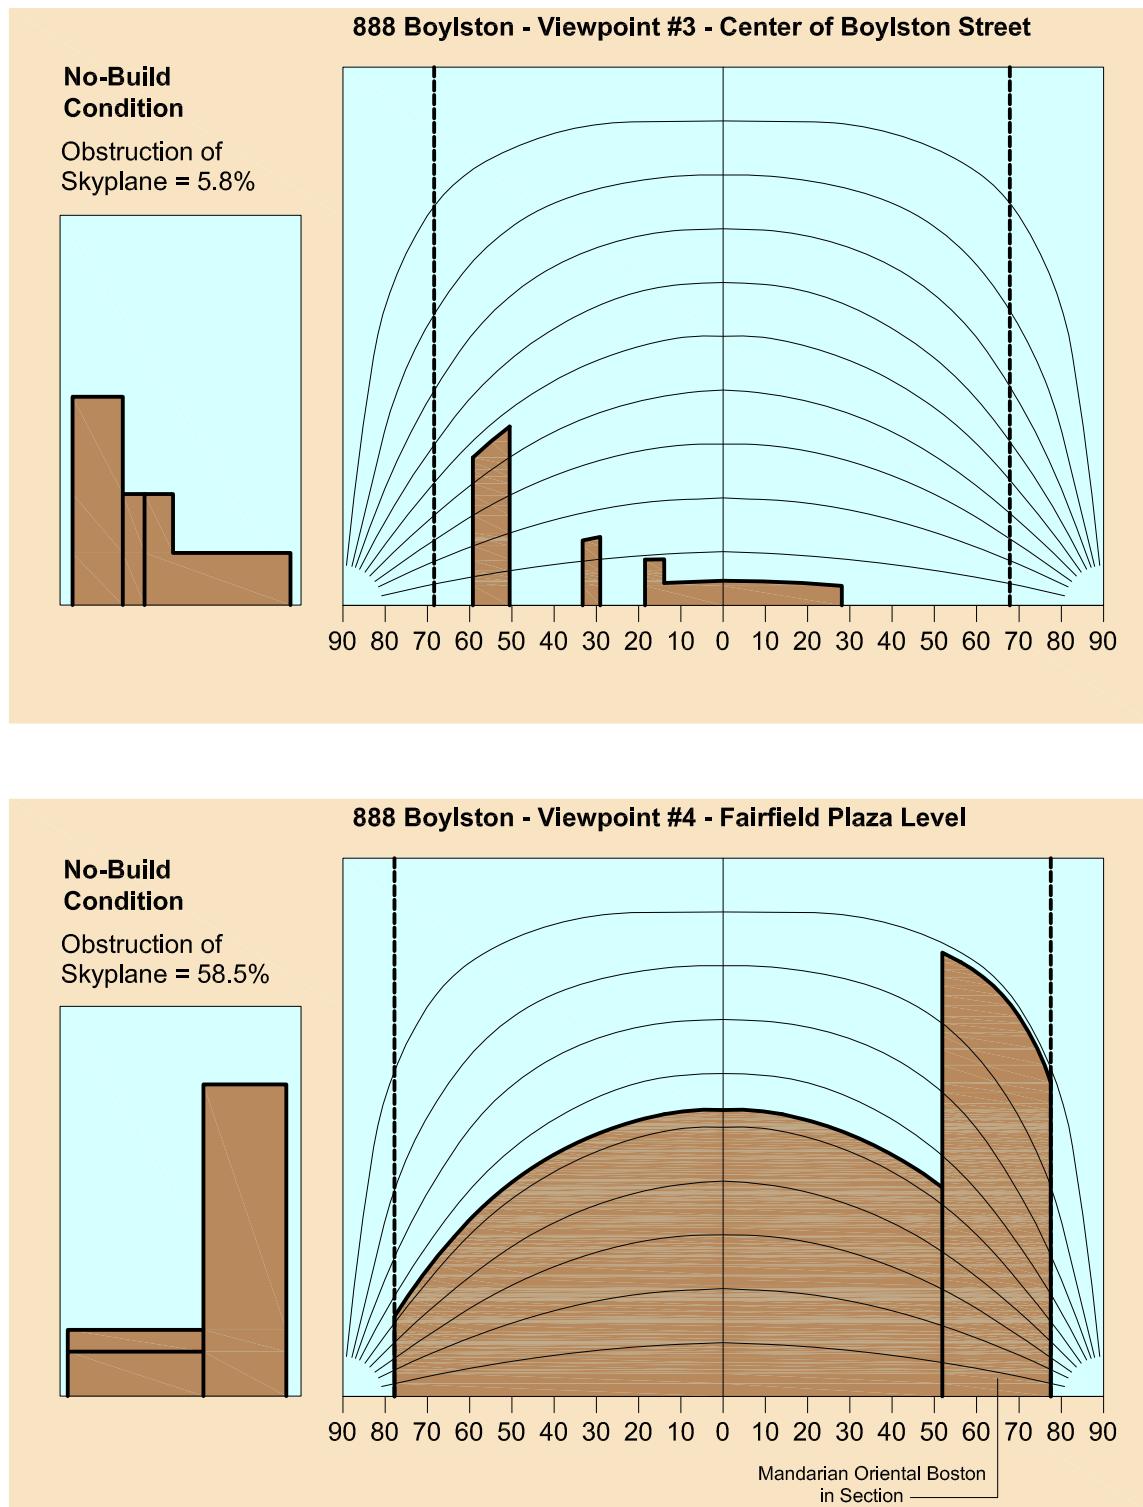 888 Boylston - Viewpoint #3 - Center of Boylston Street
No-Build
Condition
Obstruction of
Skyplane = 5.8%
90 80 70 60 50 40 30 20 10 0 10 20 30 40 50 60 70 80 90
888 Boylston - Viewpoint #4 - Fairfield Plaza Level
No-Build
Condition
Obstruction of
Skyplane = 58.5%
90 80 70 60 50 40 30 20 10 0 10 20 30 40 50 60 70 80 90
Mandarian Oriental Boston
in Section